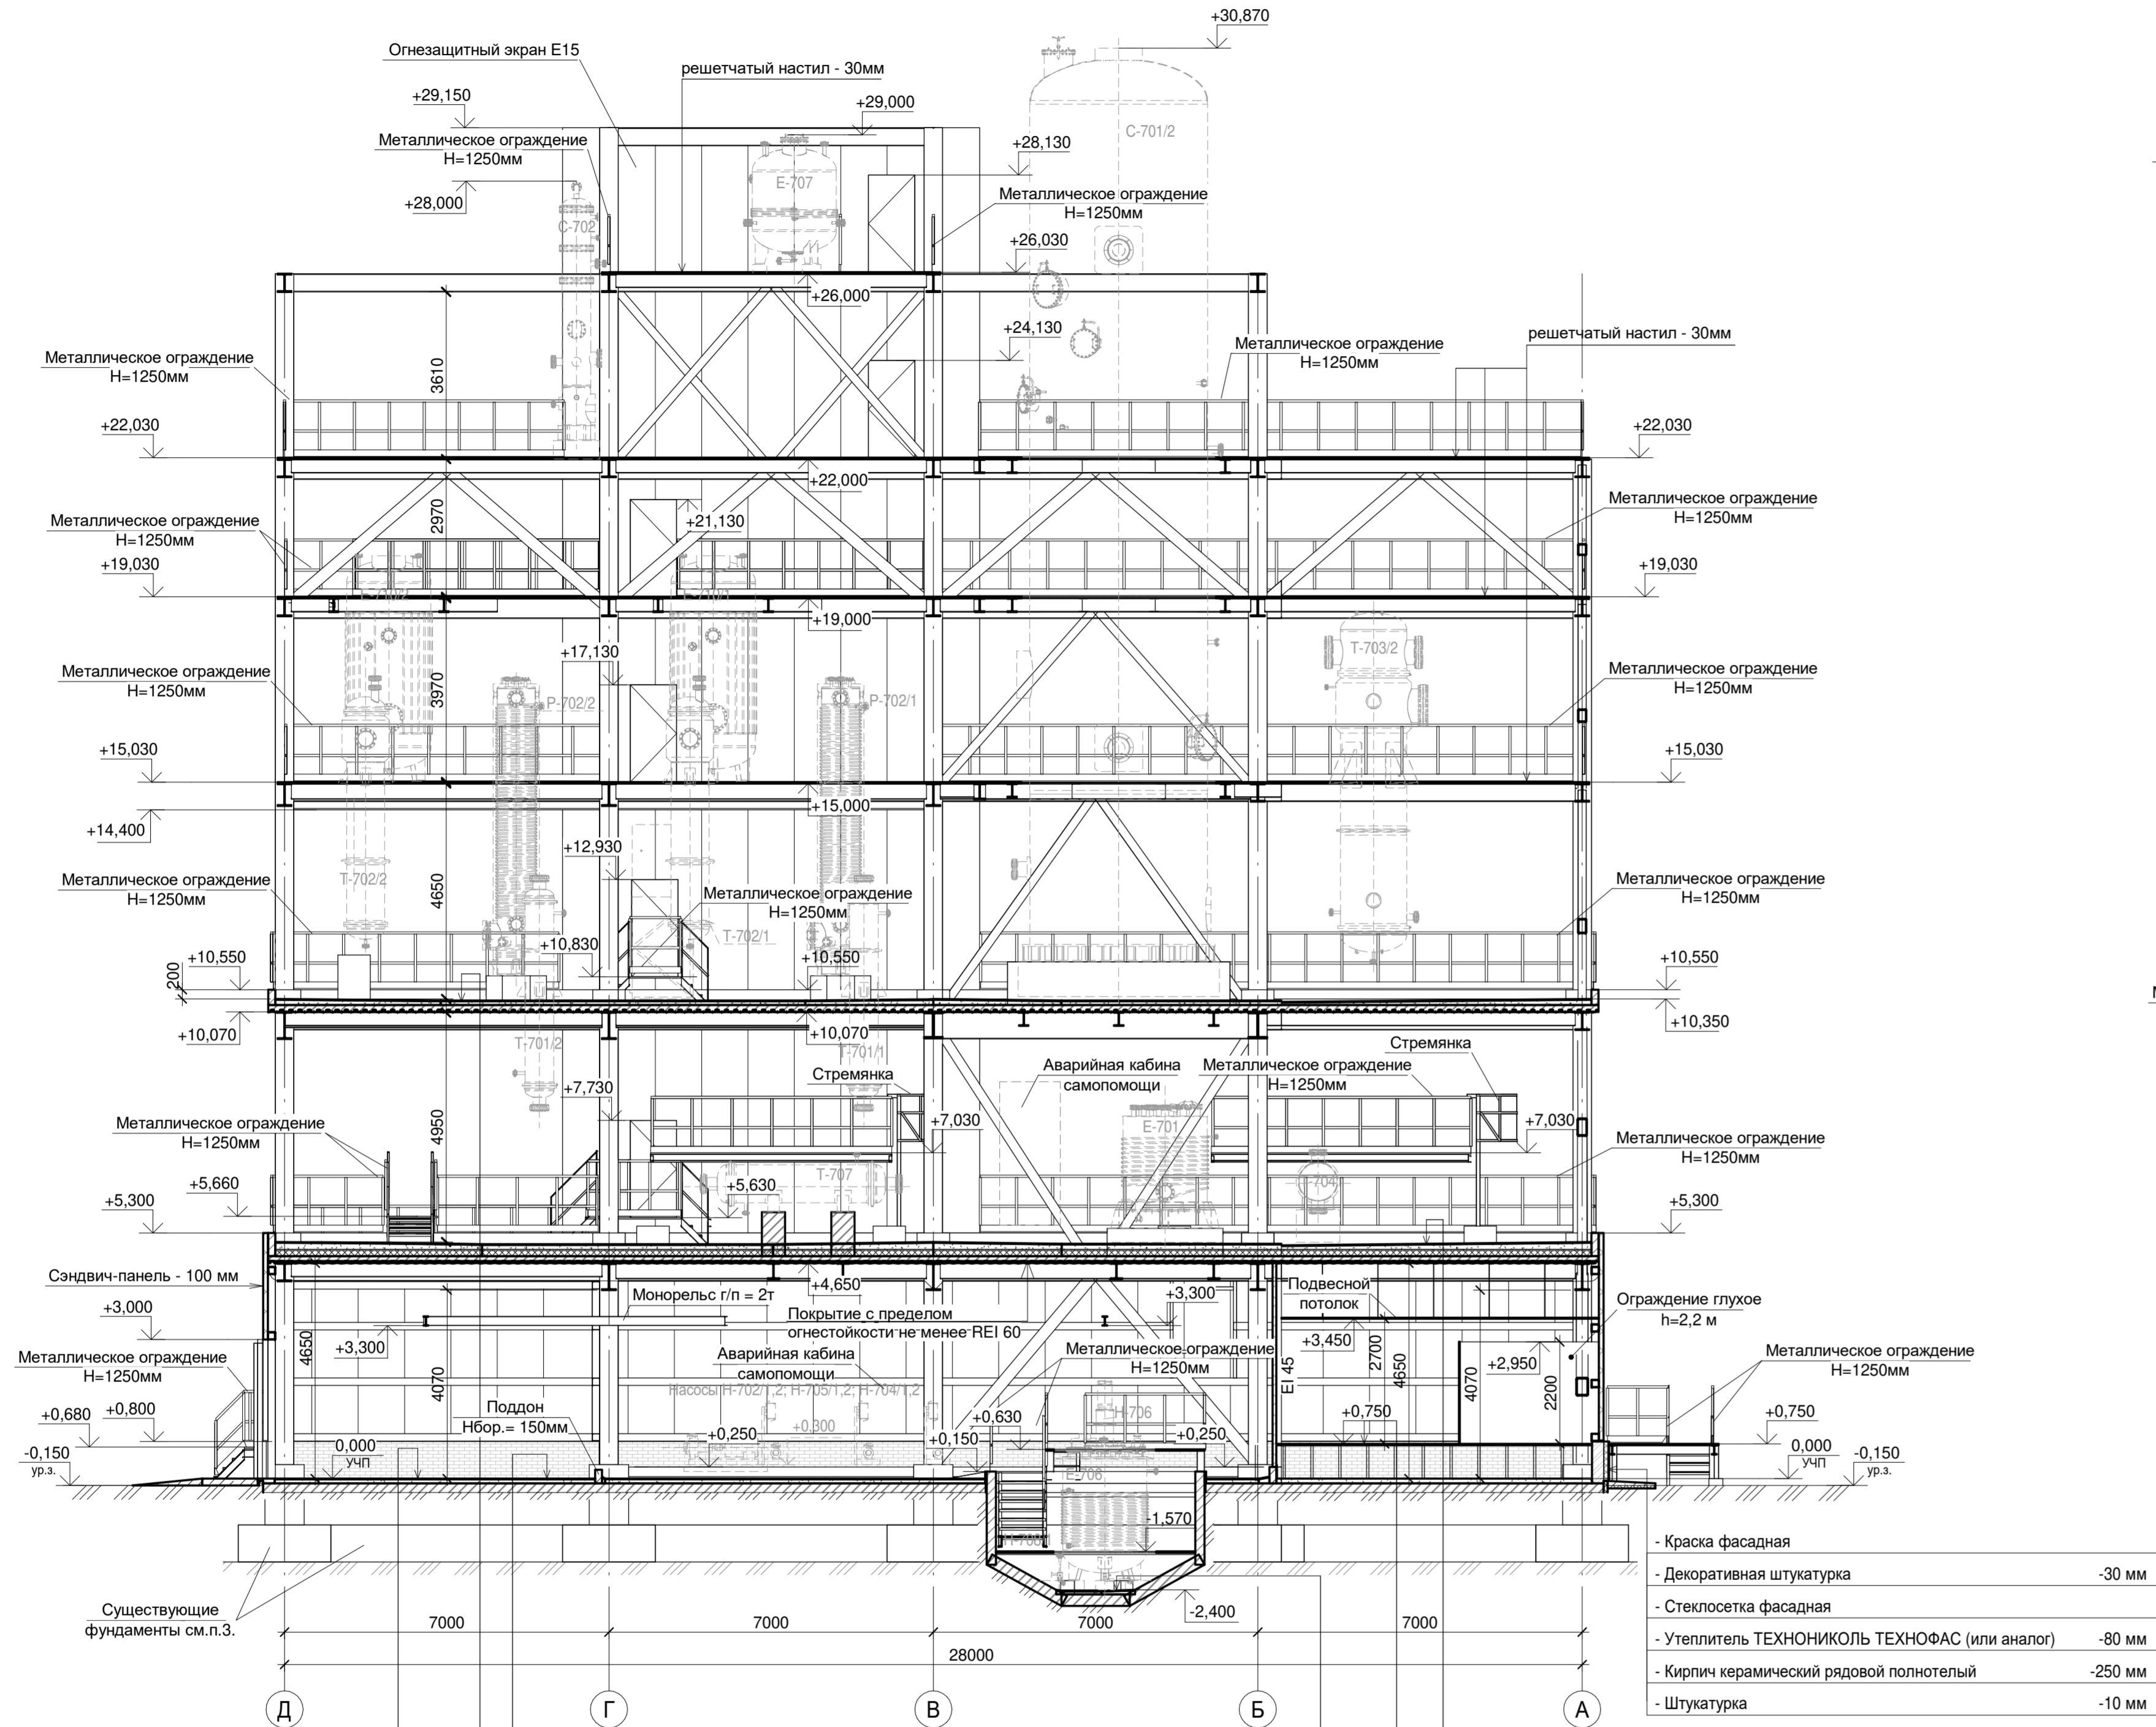 +30,870
Огнезащитный экран E15
решетчатый настил - 30мм
+29,150
+29,000
Металлическое ограждение
H=1250мм
С-701/2
+28,130
Е-707
+28,000
С-702
Металлическое ограждение
H=1250мм
+26,030
+26,000
+24,130
решетчатый настил - 30мм
Металлическое ограждение
H=1250мм
Металлическое ограждение
H=1250мм
3610
+22,030
+22,030
+22,000
2970
Металлическое ограждение
H=1250мм
+21,130
Металлическое ограждение
H=1250мм
+19,030
+19,030
+19,000
+17,130
Т-703/2
Металлическое ограждение
H=1250мм
3970
Р-702/2
Р-702/1
Металлическое ограждение
H=1250мм
+15,030
+15,030
+15,000
+14,400
+12,930
Металлическое ограждение
H=1250мм
Т-702/2
4650
Металлическое ограждение
H=1250мм
Металлическое ограждение
H=1250мм
Т-702/1
+10,830
200
+10,550
+10,550
+10,550
+10,070
+10,070
+10,350
Т-701/2
Т-701/1
Стремянка
Аварийная кабина
самопомощи
Металлическое ограждение
H=1250мм
Стремянка
+7,730
Металлическое ограждение
H=1250мм
4950
+7,030
Е-701
+7,030
Металлическое ограждение
H=1250мм
+5,660
+5,300
Т-707
+5,630
+5,300
Сэндвич-панель - 100 мм
+4,650
Монорельс г/п = 2т
Покрытие с пределом
огнестойкости не менее REI 60
+3,300
Подвесной
потолок
Ограждение глухое
h=2,2 м
+3,000
4650
+3,300
+3,450
2700
4650
+2,950
Металлическое ограждение
H=1250мм
Аварийная кабина
самопомощи
Металлическое ограждение
H=1250мм
EI 45
Металлическое ограждение
H=1250мм
4070
4070
2200
Насосы Н-702/1,2; Н-705/1,2; Н-704/1,2
Поддон
Hбор.= 150мм
Н-706
+0,680
+0,800
+0,300
+0,630
+0,750
+0,750
+0,250
+0,150
+0,250
-0,150
ур.з.
0,000
УЧП
0,000
УЧП
-0,150
ур.з.
Е-706
-1,570
-2,400
Существующие
фундаменты см.п.3.
7000
7000
7000
7000
28000
Д
Г
В
Б
А
- Краска фасадная
- Декоративная штукатурка -30 мм
- Стеклосетка фасадная
- Утеплитель ТЕХНОНИКОЛЬ ТЕХНОФАС (или аналог) -80 мм
- Кирпич керамический рядовой полнотелый -250 мм
- Штукатурка -10 мм